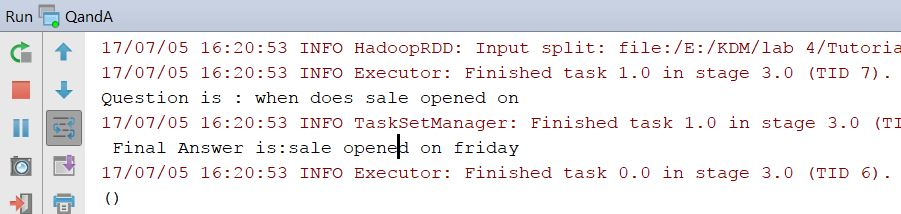 Run QandA
17/07/05 16:20:53 INFO HadoopRDD: Input split: file:/E:/KDM/lab 4/Tutoria
17/07/05 16:20:53 INFO Executor: Finished task 1.0 in stage 3.0 (TID 7).
Question is : when does sale opened on
17/07/05 16:20:53 INFO TaskSetManager: Finished task 1.0 in stage 3.0 (TI
Final Answer is:sale opened on friday
17/07/05 16:20:53 INFO Executor: Finished task 0.0 in stage 3.0 (TID 6).
()